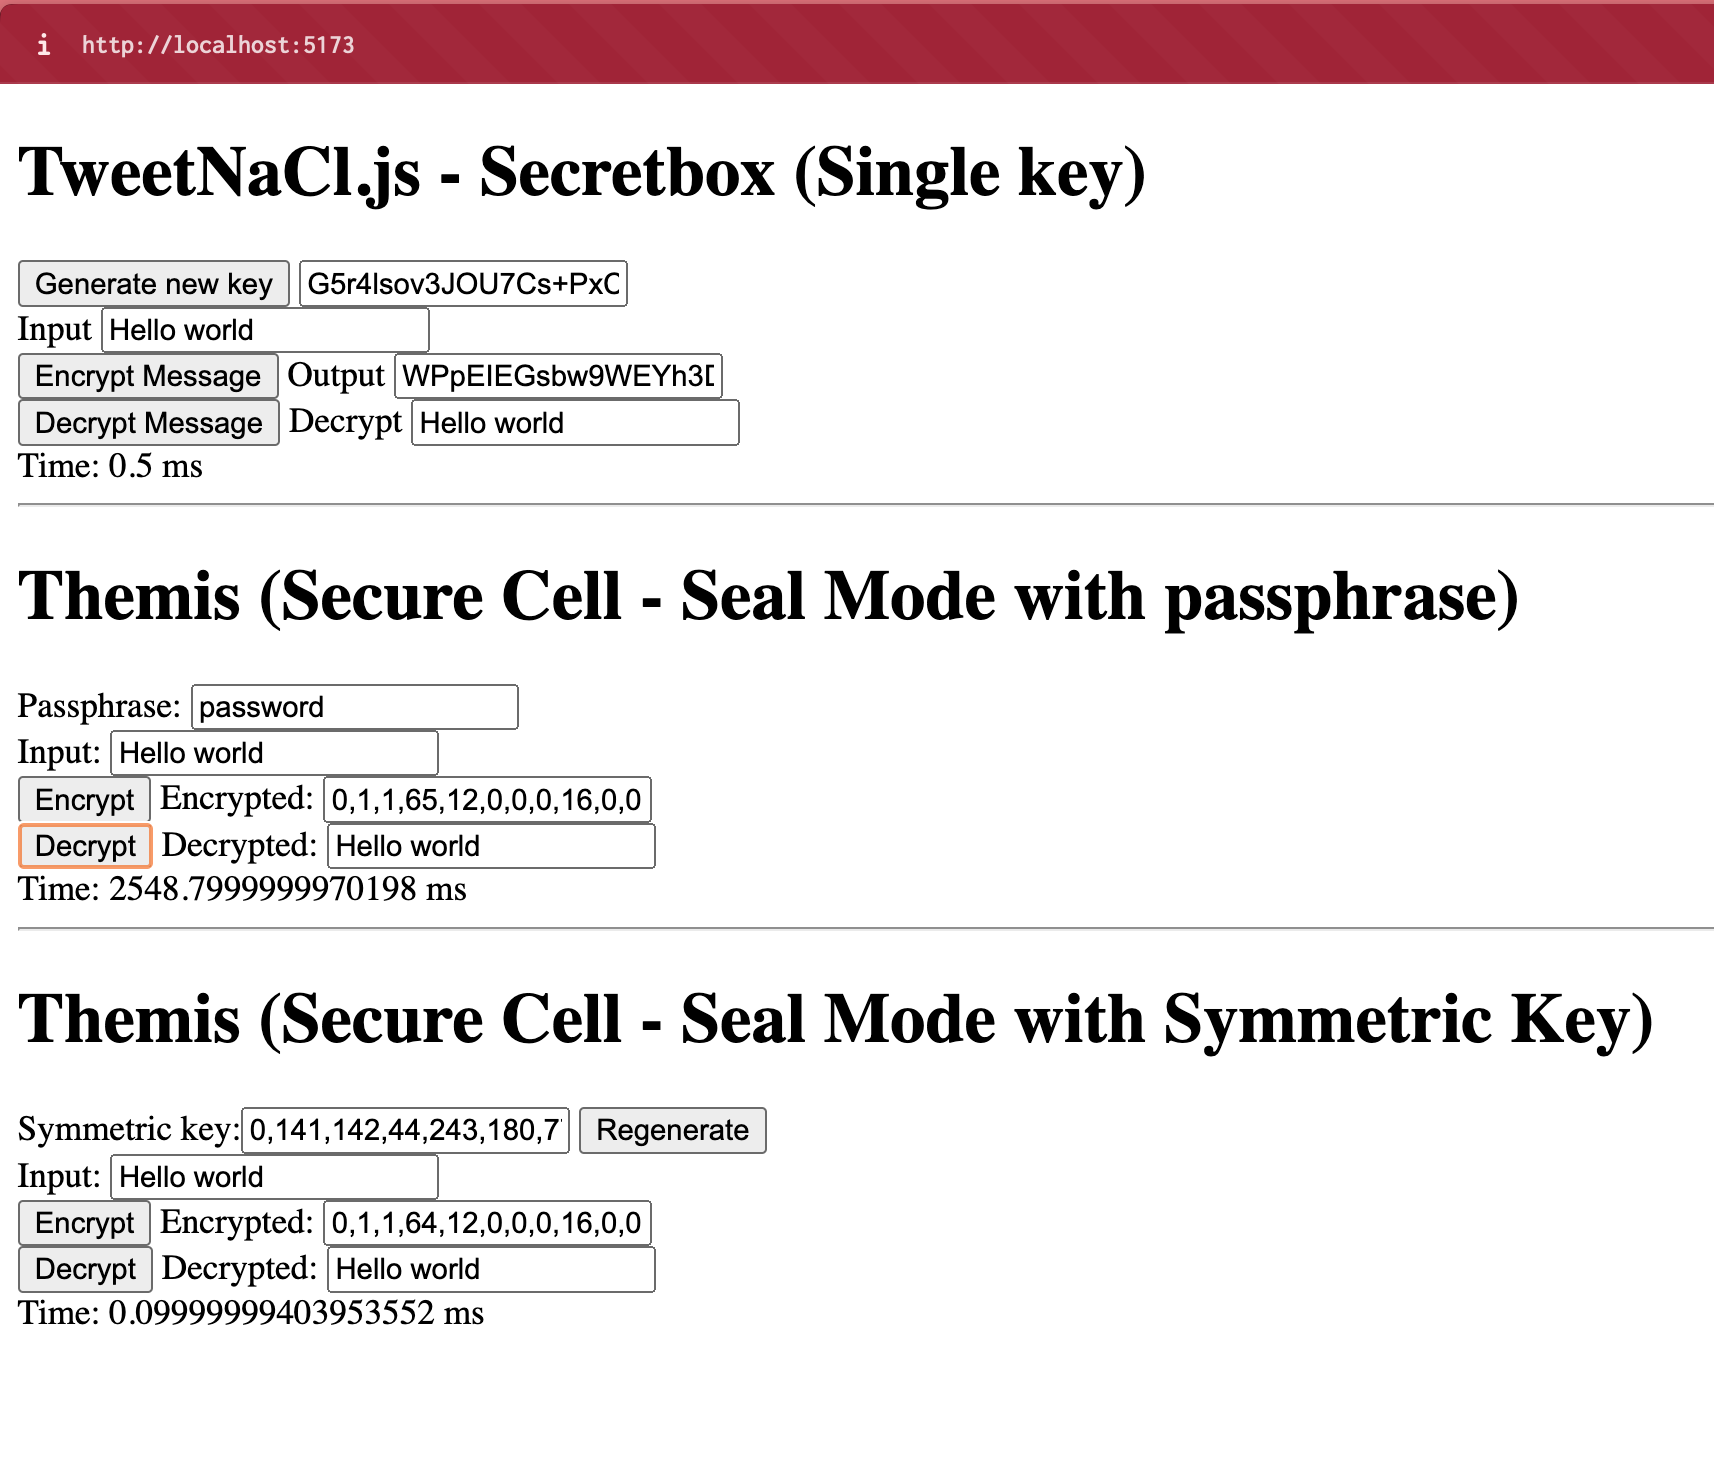 i http://localhost:5173
TweetNaCl.js - Secretbox (Single key)
Generate new key G5r4lsov3JOU7Cs+PxC
Input Hello world
Encrypt Message Output WPpEIEGsbw9WEYh3D
Decrypt Message Decrypt Hello world
Time: 0.5 ms
Themis (Secure Cell - Seal Mode with passphrase)
Passphrase: password
Input: Hello world
Encrypt Encrypted: 0,1,1,65,12,0,0,0,16,0,0
Decrypt Decrypted: Hello world
Time: 2548.7999999970198 ms
Themis (Secure Cell - Seal Mode with Symmetric Key)
Symmetric key: 0,141,142,44,243,180,7 Regenerate
Input: Hello world
Encrypt Encrypted: 0,1,1,64,12,0,0,0,16,0,0
Decrypt Decrypted: Hello world
Time: 0.09999999403953552 ms